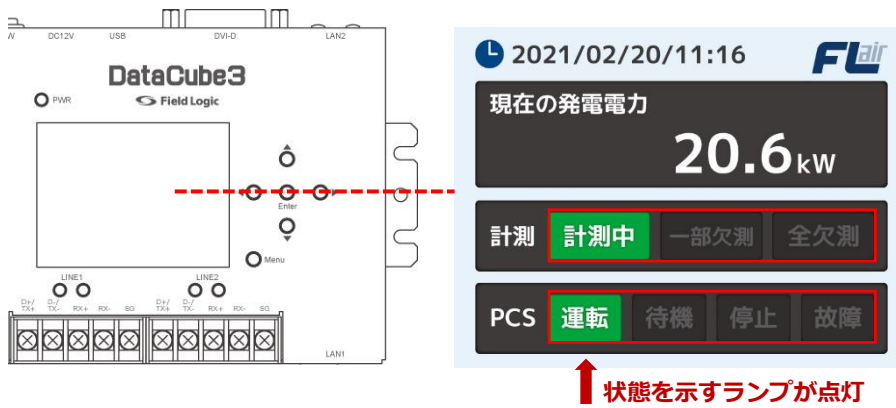 DC12V USB DVI-D LAN2
DataCube3
PWR
Field Logic
Enter
Menu
LINE1 LINE2
D+/ D-/ D+/ D-/
TX+ TX- RX+ RX- SG TX+ TX- RX+ RX- SG
LAN1
2021/02/20/11:16
FLair
現在の発電電力
20.6kW
計測 計測中 一部欠測 全欠測
PCS 運転 待機 停止 故障
状態を示すランプが点灯